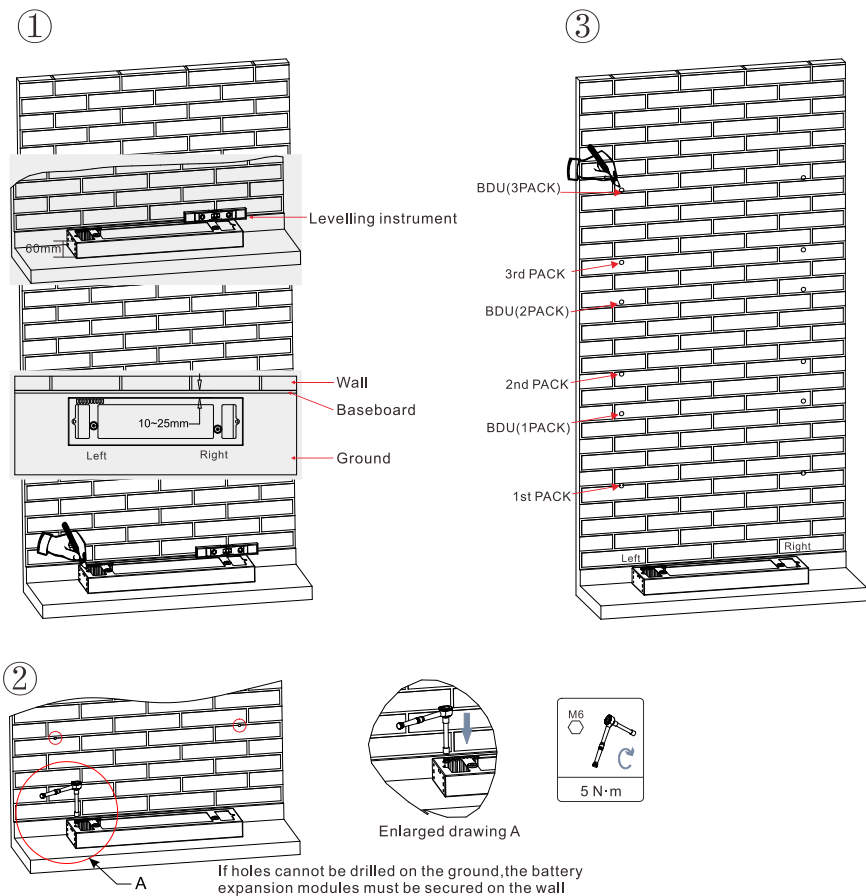 ①
Levelling instrument
60mm
Wall
Baseboard
10~25mm
Left
Right
Ground
③
BDU(3PACK)
3rd PACK
BDU(2PACK)
2nd PACK
BDU(1PACK)
1st PACK
Left
Right
②
A
Enlarged drawing A
M6
5 N·m
If holes cannot be drilled on the ground,the battery
expansion modules must be secured on the wall